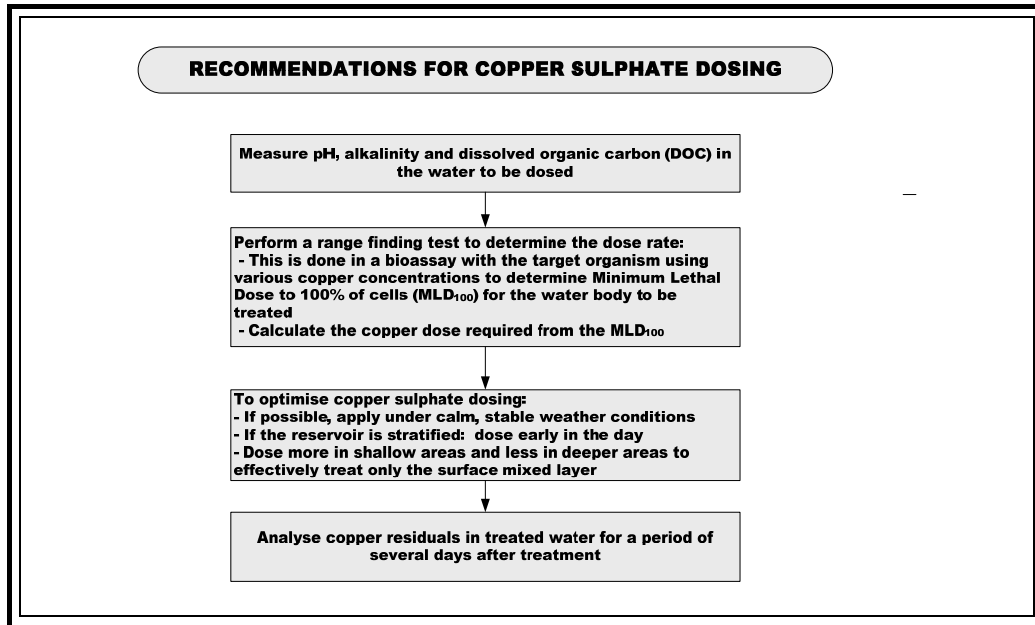 RECOMMENDATIONS FOR COPPER SULPHATE DOSING
Measure pH, alkalinity and dissolved organic carbon (DOC) in
the water to be dosed
Perform a range finding test to determine the dose rate:
- This is done in a bioassay with the target organism using
various copper concentrations to determine Minimum Lethal
Dose to 100% of cells (MLD₁₀₀) for the water body to be
treated
- Calculate the copper dose required from the MLD₁₀₀
To optimise copper sulphate dosing:
- If possible, apply under calm, stable weather conditions
- If the reservoir is stratified: dose early in the day
- Dose more in shallow areas and less in deeper areas to
effectively treat only the surface mixed layer
Analyse copper residuals in treated water for a period of
several days after treatment